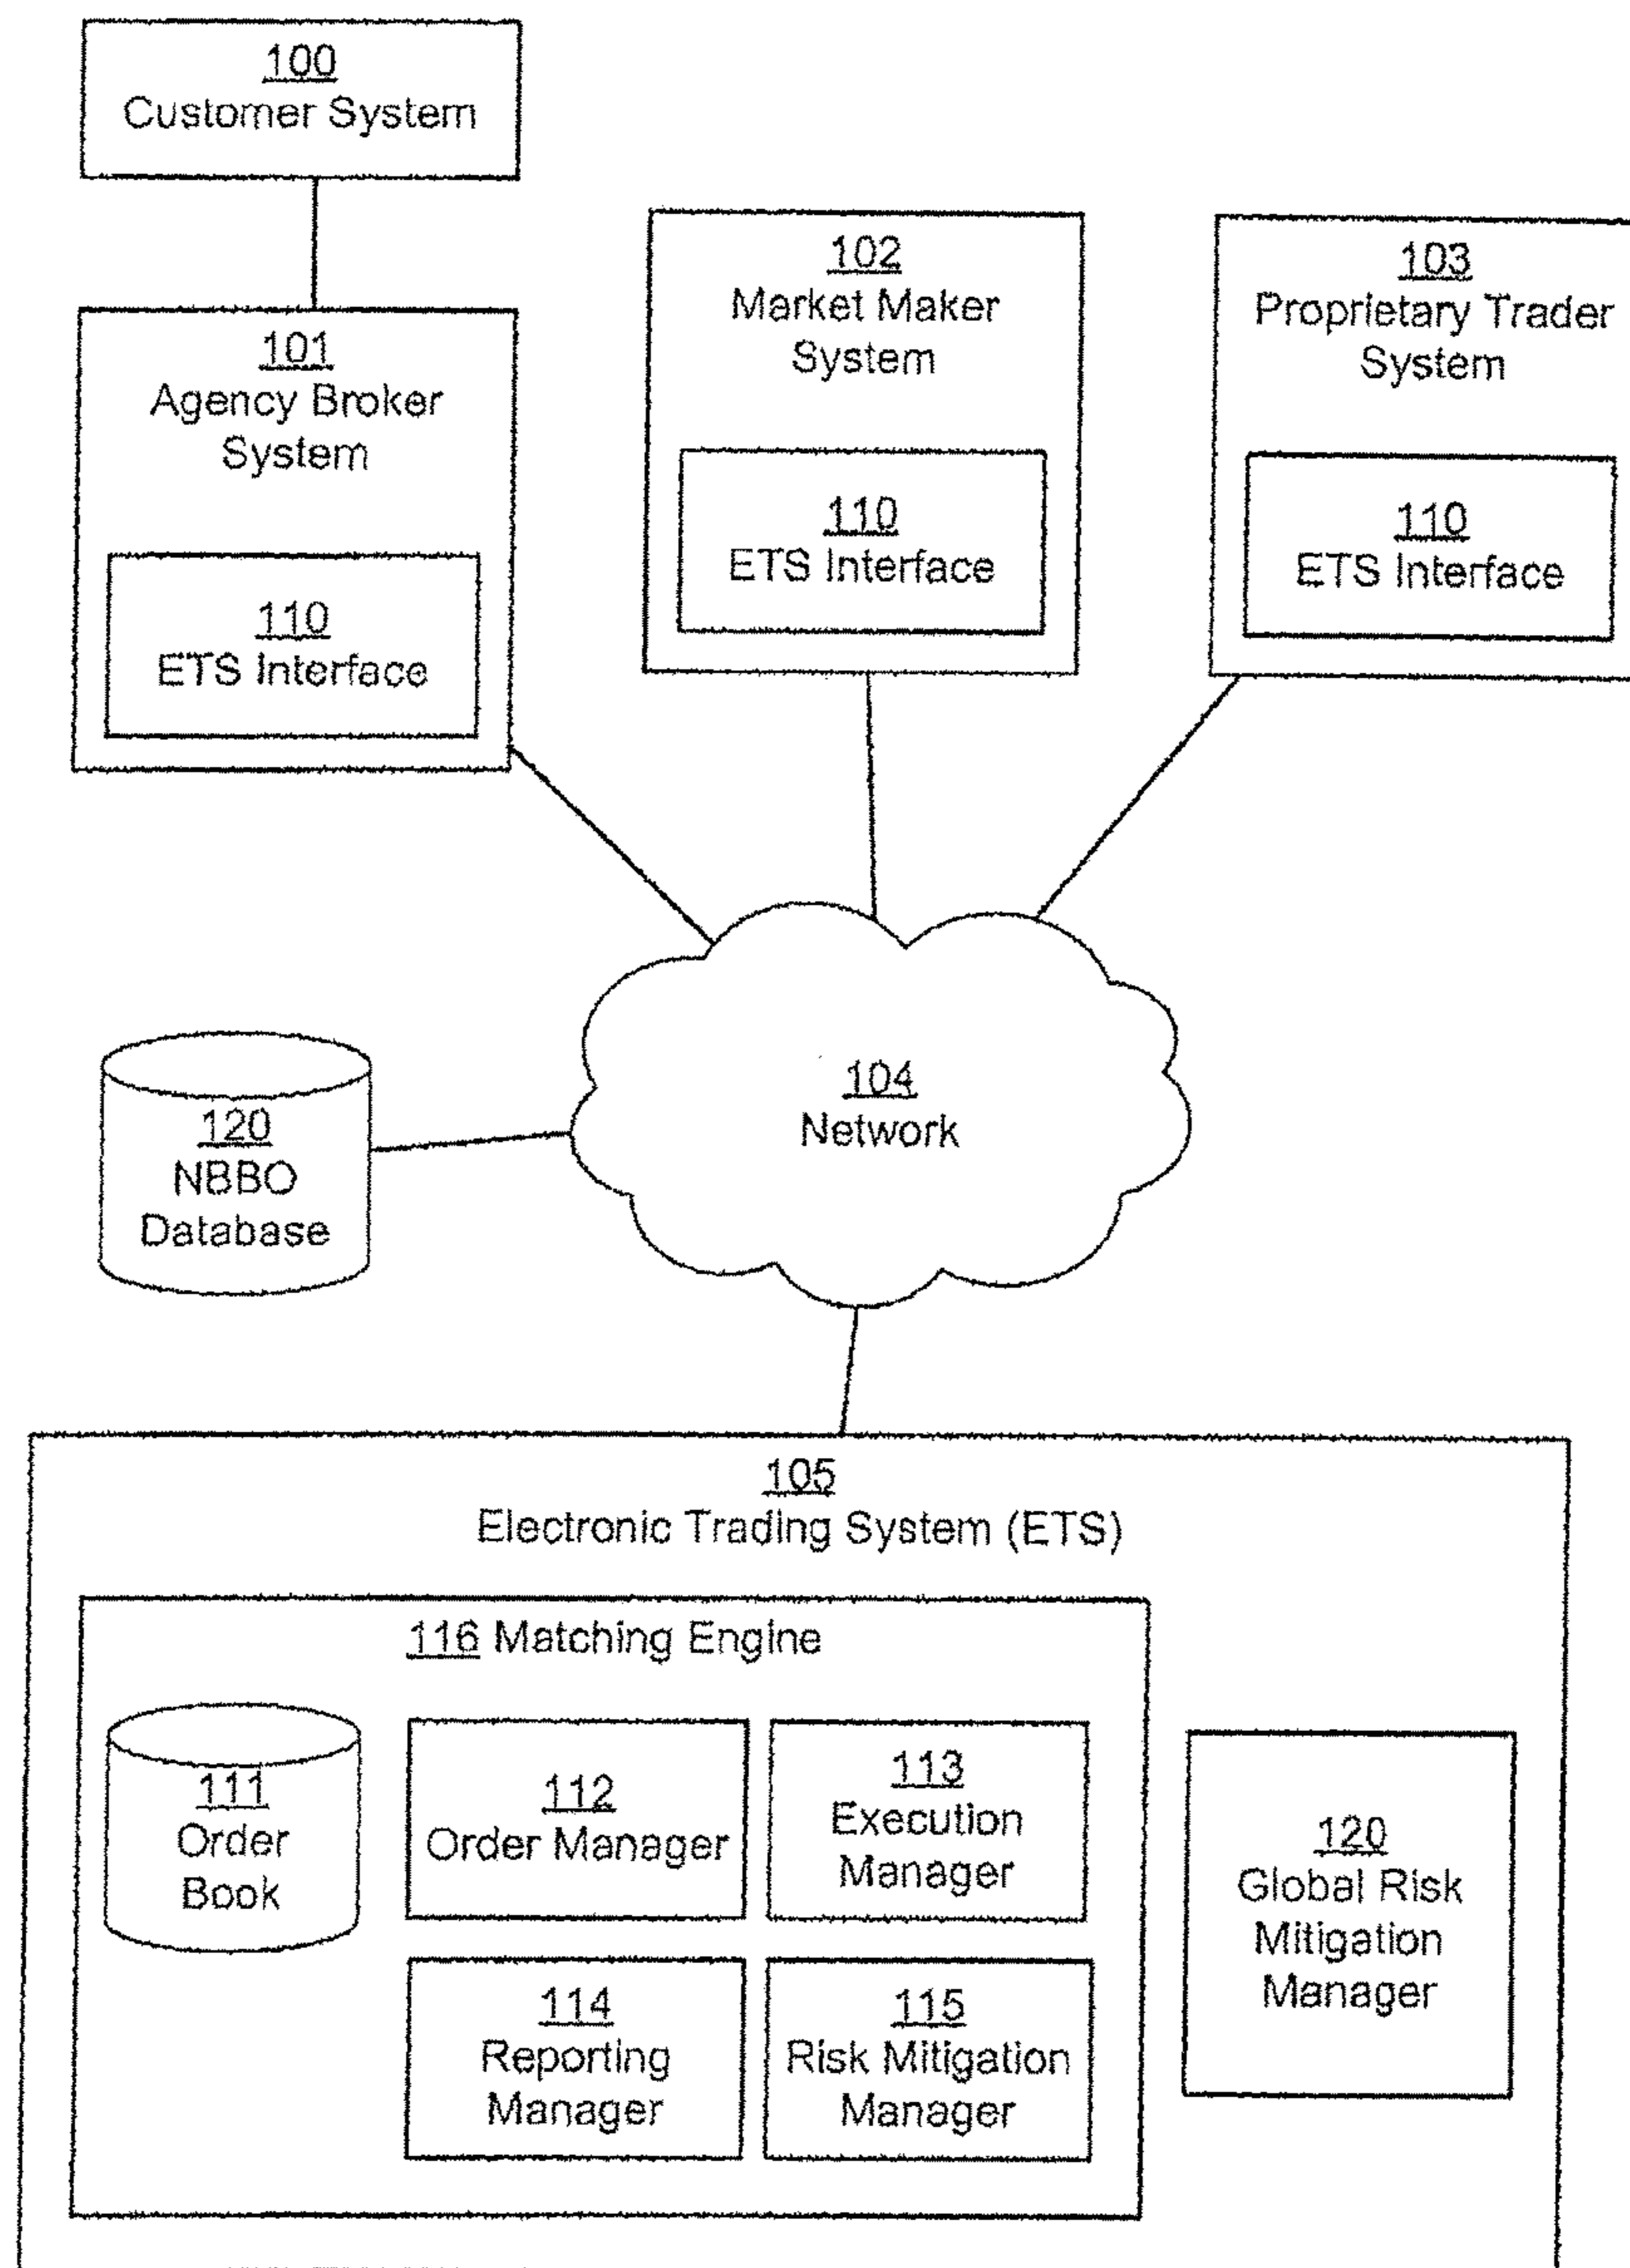 100
Customer System
101
Agency Broker
System
110
ETS Interface
102
Market Maker
System
110
ETS Interface
103
Proprietary Trader
System
110
ETS Interface
104
Network
120
NBBO
Database
105
Electronic Trading System (ETS)
116 Matching Engine
111
Order
Book
112
Order Manager
113
Execution
Manager
114
Reporting
Manager
115
Risk Mitigation
Manager
120
Global Risk
Mitigation
Manager